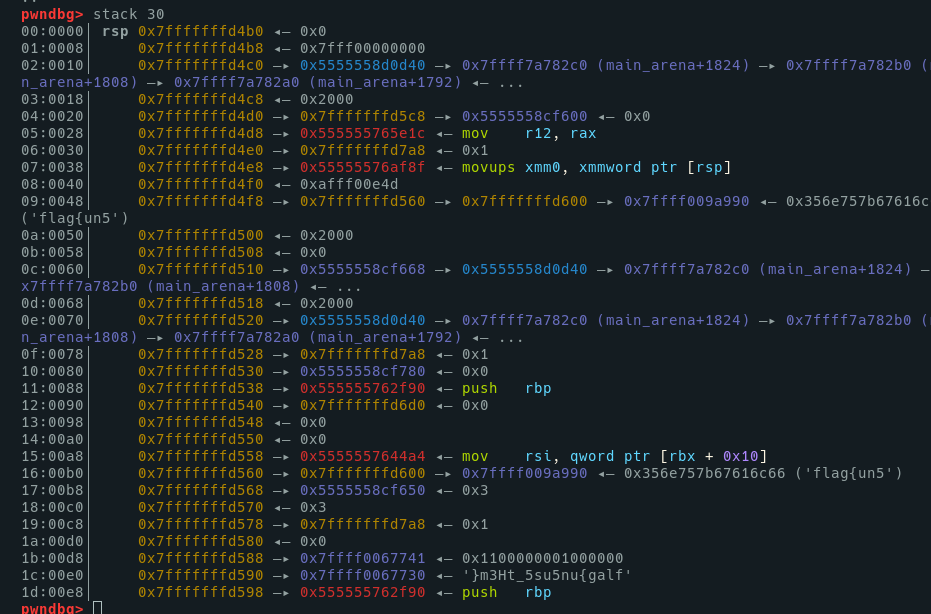 pwndbg> stack 30
00:0000│ rsp 0x7fffffffd4b0 ◂— 0x0
01:0008│     0x7fffffffd4b8 ◂— 0x7fff00000000
02:0010│     0x7fffffffd4c0 —▸ 0x5555558d0d40 —▸ 0x7ffff7a782c0 (main_arena+1824) —▸ 0x7ffff7a782b0 (
n_arena+1808) —▸ 0x7ffff7a782a0 (main_arena+1792) ◂— ...
03:0018│     0x7fffffffd4c8 ◂— 0x2000
04:0020│     0x7fffffffd4d0 —▸ 0x7fffffffd5c8 —▸ 0x5555558cf600 ◂— 0x0
05:0028│     0x7fffffffd4d8 —▸ 0x555555765e1c ◂— mov    r12, rax
06:0030│     0x7fffffffd4e0 —▸ 0x7fffffffd7a8 ◂— 0x1
07:0038│     0x7fffffffd4e8 —▸ 0x55555576af8f ◂— movups xmm0, xmmword ptr [rsp]
08:0040│     0x7fffffffd4f0 ◂— 0xafff00e4d
09:0048│     0x7fffffffd4f8 —▸ 0x7fffffffd560 —▸ 0x7fffffffd600 —▸ 0x7ffff009a990 ◂— 0x356e757b67616c
('flag{un5')
0a:0050│     0x7fffffffd500 ◂— 0x2000
0b:0058│     0x7fffffffd508 ◂— 0x0
0c:0060│     0x7fffffffd510 —▸ 0x5555558cf668 —▸ 0x5555558d0d40 —▸ 0x7ffff7a782c0 (main_arena+1824) —
x7ffff7a782b0 (main_arena+1808) ◂— ...
0d:0068│     0x7fffffffd518 ◂— 0x2000
0e:0070│     0x7fffffffd520 —▸ 0x5555558d0d40 —▸ 0x7ffff7a782c0 (main_arena+1824) —▸ 0x7ffff7a782b0 (
n_arena+1808) —▸ 0x7ffff7a782a0 (main_arena+1792) ◂— ...
0f:0078│     0x7fffffffd528 —▸ 0x7fffffffd7a8 ◂— 0x1
10:0080│     0x7fffffffd530 —▸ 0x5555558cf780 ◂— 0x0
11:0088│     0x7fffffffd538 —▸ 0x555555762f90 ◂— push   rbp
12:0090│     0x7fffffffd540 —▸ 0x7fffffffd6d0 ◂— 0x0
13:0098│     0x7fffffffd548 ◂— 0x0
14:00a0│     0x7fffffffd550 ◂— 0x0
15:00a8│     0x7fffffffd558 —▸ 0x5555557644a4 ◂— mov    rsi, qword ptr [rbx + 0x10]
16:00b0│     0x7fffffffd560 —▸ 0x7fffffffd600 —▸ 0x7ffff009a990 ◂— 0x356e757b67616c66 ('flag{un5')
17:00b8│     0x7fffffffd568 —▸ 0x5555558cf650 ◂— 0x3
18:00c0│     0x7fffffffd570 ◂— 0x3
19:00c8│     0x7fffffffd578 —▸ 0x7fffffffd7a8 ◂— 0x1
1a:00d0│     0x7fffffffd580 ◂— 0x0
1b:00d8│     0x7fffffffd588 —▸ 0x7ffff0067741 ◂— 0x1100000001000000
1c:00e0│     0x7fffffffd590 —▸ 0x7ffff0067730 ◂— '}m3Ht_5su5nu{galf'
1d:00e8│     0x7fffffffd598 —▸ 0x555555762f90 ◂— push   rbp
pwndbg>